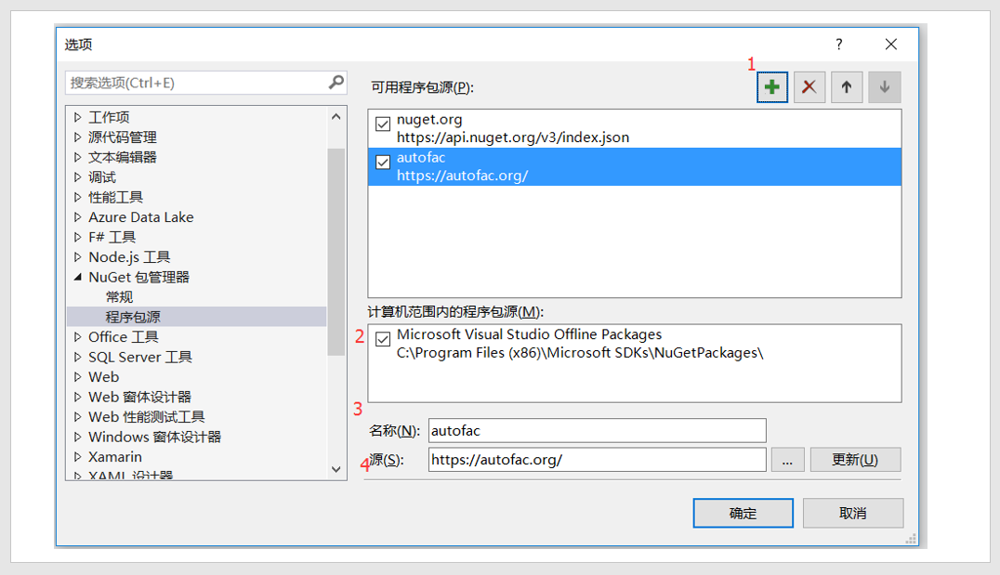 选项
?
搜索选项(Ctrl+E)
工作项
源代码管理
文本编辑器
调试
性能工具
Azure Data Lake
F# 工具
Node.js 工具
NuGet 包管理器
常规
程序包源
Office 工具
SQL Server 工具
Web
Web 窗体设计器
Web 性能测试工具
Windows 窗体设计器
Xamarin
XAML 设计器
1
可用程序包源(P):
nuget.org
https://api.nuget.org/v3/index.json
autofac
https://autofac.org/
计算机范围内的程序包源(M):
2
Microsoft Visual Studio Offline Packages
C:\Program Files (x86)\Microsoft SDKs\NuGetPackages\
3
名称(N): autofac
4
源(S): https://autofac.org/ ... 更新(U)
确定 取消